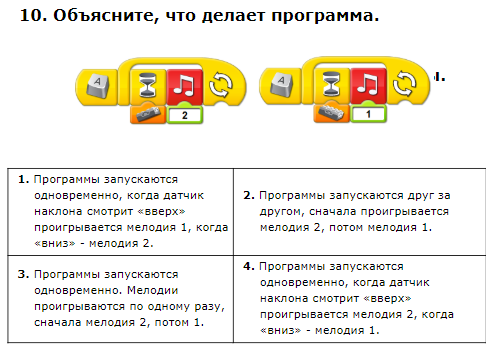 10. Объясните, что делает программа.
ы.
A
2
A
1
1. Программы запускаются
одновременно, когда датчик
наклона смотрит «вверх»
проигрывается мелодия 1, когда
«вниз» - мелодия 2.
2. Программы запускаются друг за
другом, сначала проигрывается
мелодия 2, потом мелодия 1.
3. Программы запускаются
одновременно. Мелодии
проигрываются по одному разу,
сначала мелодия 2, потом 1.
4. Программы запускаются
одновременно, когда датчик
наклона смотрит «вверх»
проигрывается мелодия 2, когда
«вниз» - мелодия 1.